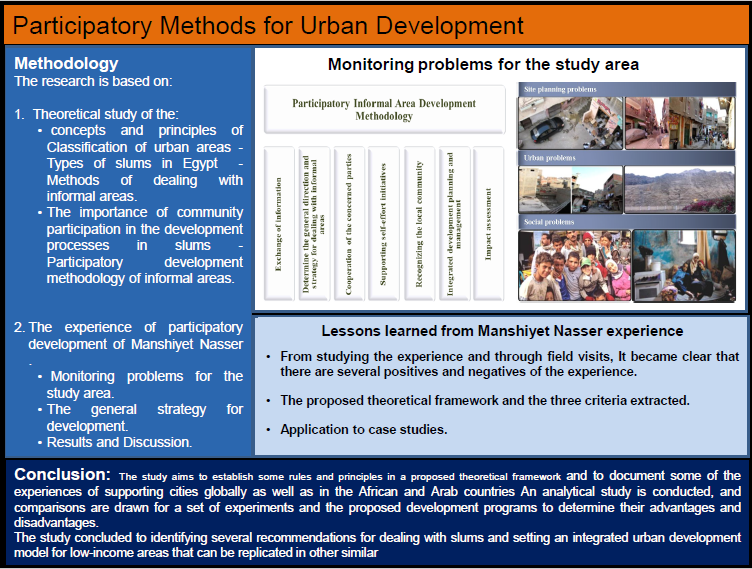 Participatory Methods for Urban Development
Methodology
The research is based on:
1. Theoretical study of the:
• concepts and principles of
Classification of urban areas -
Types of slums in Egypt -
Methods of dealing with
informal areas.
• The importance of community
participation in the development
processes in slums -
Participatory development
methodology of informal areas.
2. The experience of participatory
development of Manshiyet Nasser
.
• Monitoring problems for the
study area.
• The general strategy for
development.
• Results and Discussion.
Monitoring problems for the study area
Participatory Informal Area Development
Methodology
Exchange of information
Determine the general direction and
strategy for dealing with informal
areas
Cooperation of the concerned parties
Supporting self-effort initiatives
Recognizing the local community
Integrated development planning and
management
Impact assessment
Site planning problems
Urban problems
Social problems
Lessons learned from Manshiyet Nasser experience
• From studying the experience and through field visits, It became clear that
there are several positives and negatives of the experience.
• The proposed theoretical framework and the three criteria extracted.
• Application to case studies.
Conclusion: The study aims to establish some rules and principles in a proposed theoretical framework and to document some of the
experiences of supporting cities globally as well as in the African and Arab countries An analytical study is conducted, and
comparisons are drawn for a set of experiments and the proposed development programs to determine their advantages and
disadvantages.
The study concluded to identifying several recommendations for dealing with slums and setting an integrated urban development
model for low-income areas that can be replicated in other similar